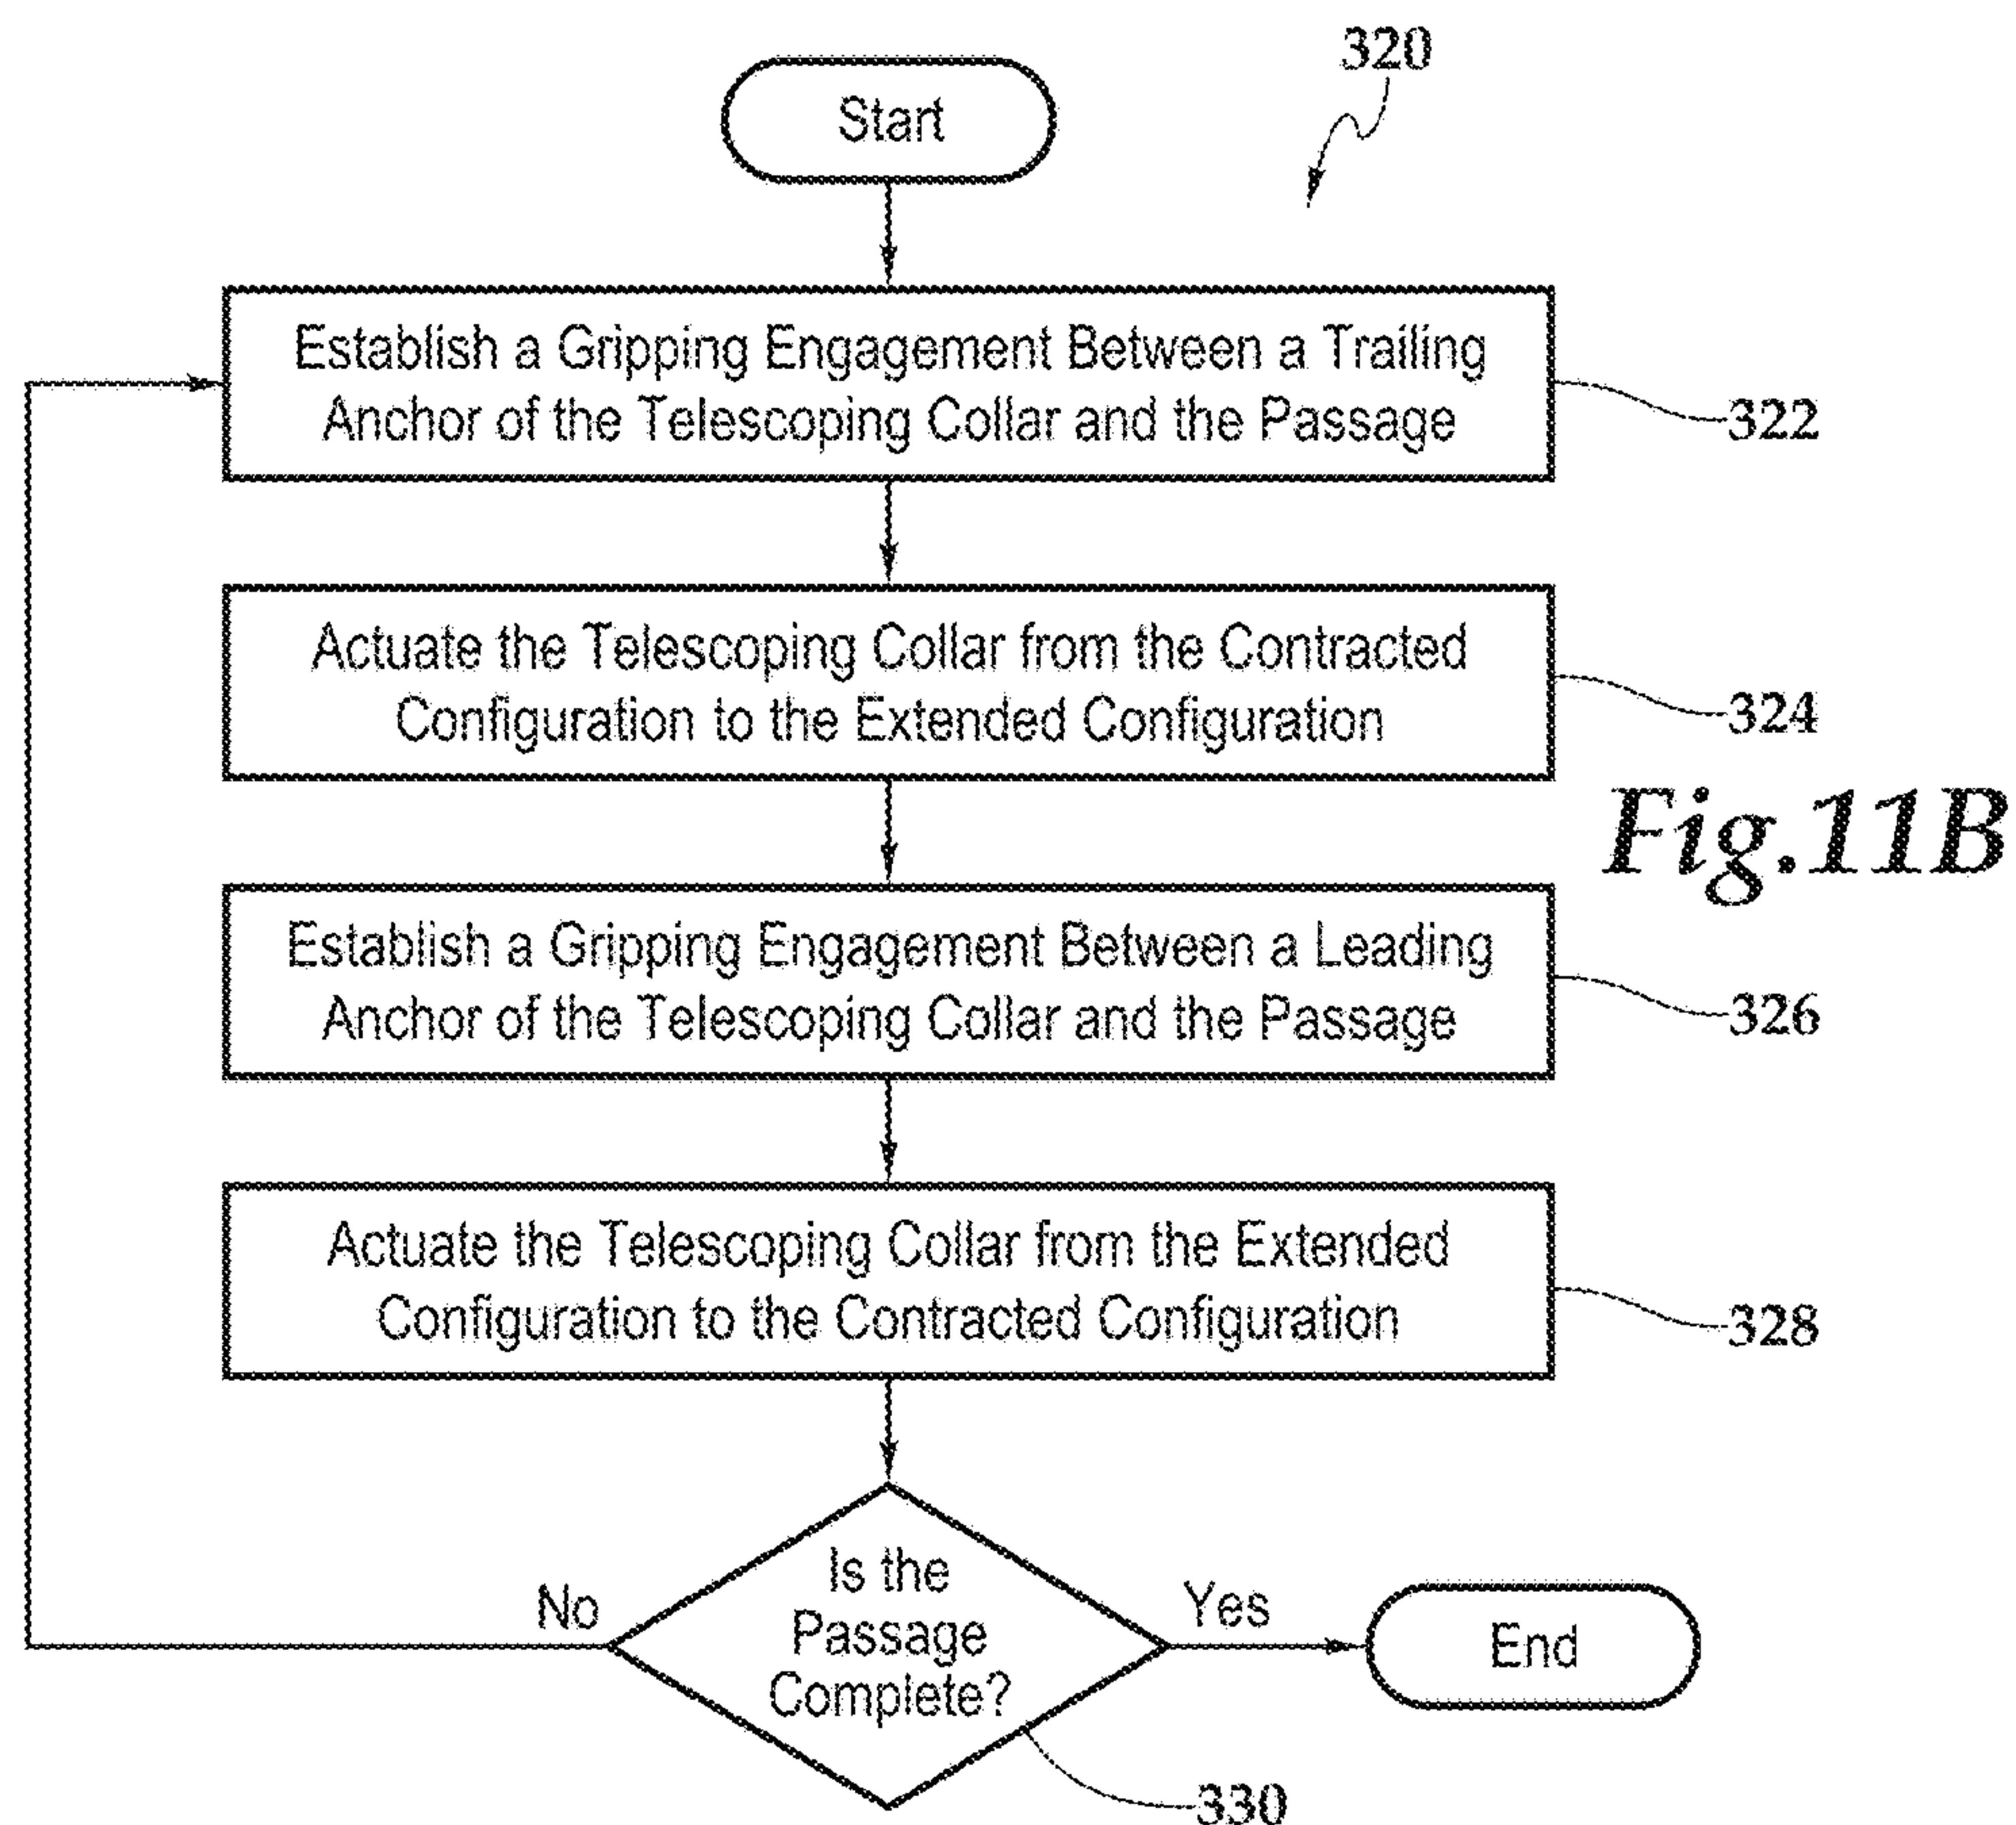 320
Start
Establish a Gripping Engagement Between a Trailing
Anchor of the Telescoping Collar and the Passage
322
Actuate the Telescoping Collar from the Contracted
Configuration to the Extended Configuration
324
Fig.11B
Establish a Gripping Engagement Between a Leading
Anchor of the Telescoping Collar and the Passage
326
Actuate the Telescoping Collar from the Extended
Configuration to the Contracted Configuration
328
Is the
Passage
Complete?
No
Yes
End
330